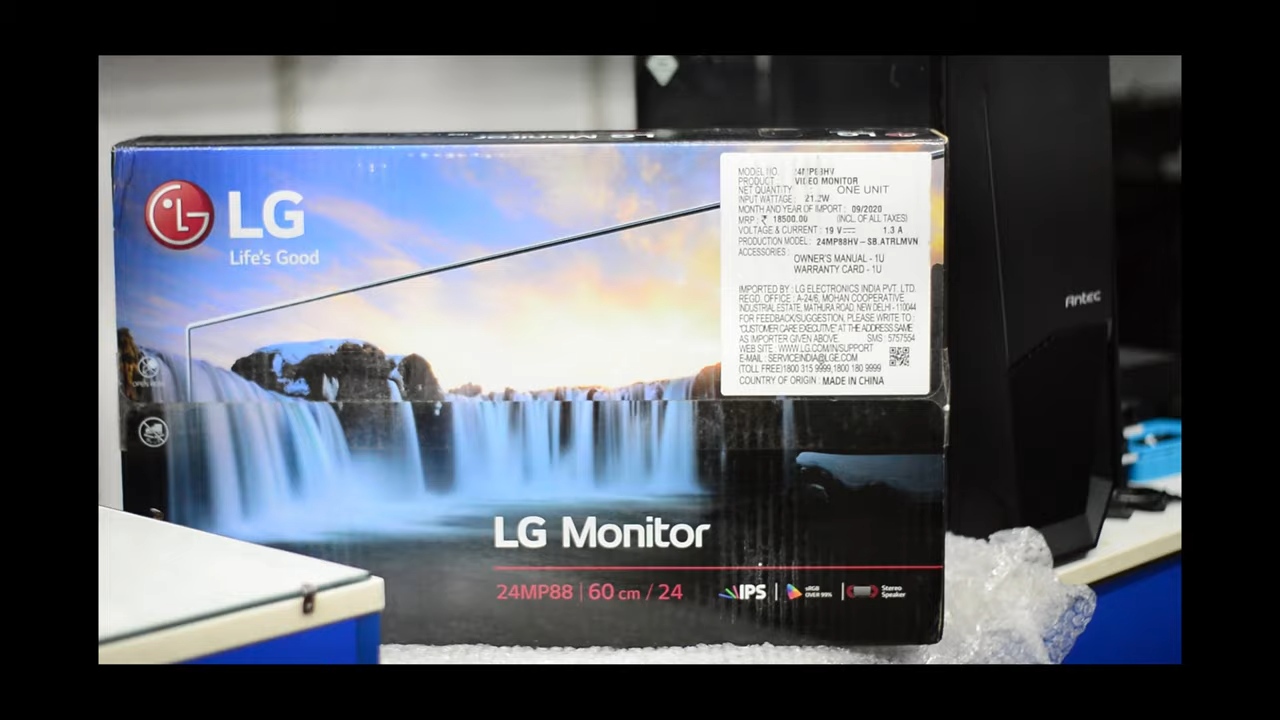 LG
Life's Good
MODEL NO. : 24MP88HV
PRODUCT : VIDEO MONITOR
NET QUANTITY : ONE UNIT
INPUT WATTAGE : 21.2W
MONTH AND YEAR OF IMPORT : 09/2020
MRP : ₹ 18500.00 (INCL. OF ALL TAXES)
VOLTAGE & CURRENT : 19 V 1.3 A
PRODUCTION MODEL : 24MP88HV-SB.ATRLMVN
ACCESSORIES :
OWNER'S MANUAL - 1U
WARRANTY CARD - 1U
IMPORTED BY : LG ELECTRONICS INDIA PVT. LTD.
REGD. OFFICE : A-24/6, MOHAN COOPERATIVE
INDUSTRIAL ESTATE, MATHURA ROAD, NEW DELHI - 110044
FOR FEEDBACK/SUGGESTION, PLEASE WRITE TO :
"CUSTOMER CARE EXECUTIVE" AT THE ADDRESS SAME
AS IMPORTER GIVEN ABOVE. SMS : 5757554
WEB SITE : WWW.LG.COM/IN/SUPPORT
E-MAIL : SERVICEINDIA@LGE.COM
(TOLL FREE)1800 315 9999,1800 180 9999
COUNTRY OF ORIGIN : MADE IN CHINA
Antec
LG Monitor
24MP88 | 60 cm / 24
IPS | sRGB OVER 99% | Stereo Speaker